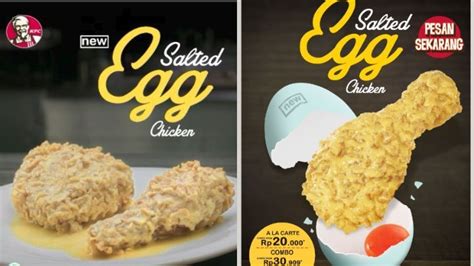 KFC
new
Salted
Egg
Chicken
Salted
Egg
Chicken
PESAN
SEKARANG
new
A LA CARTE
Rp 20.000*
COMBO
Rp 30.909*